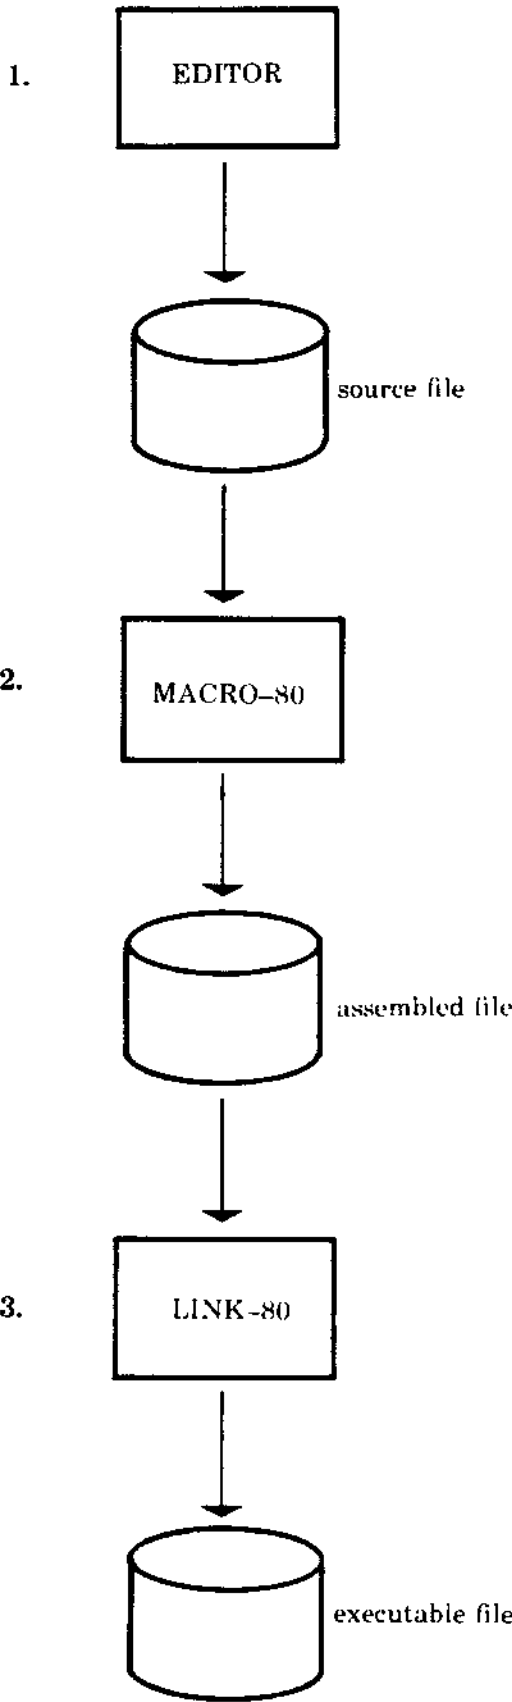 1. EDITOR
source file
2. MACRO–80
assembled file
3. LINK–80
executable file